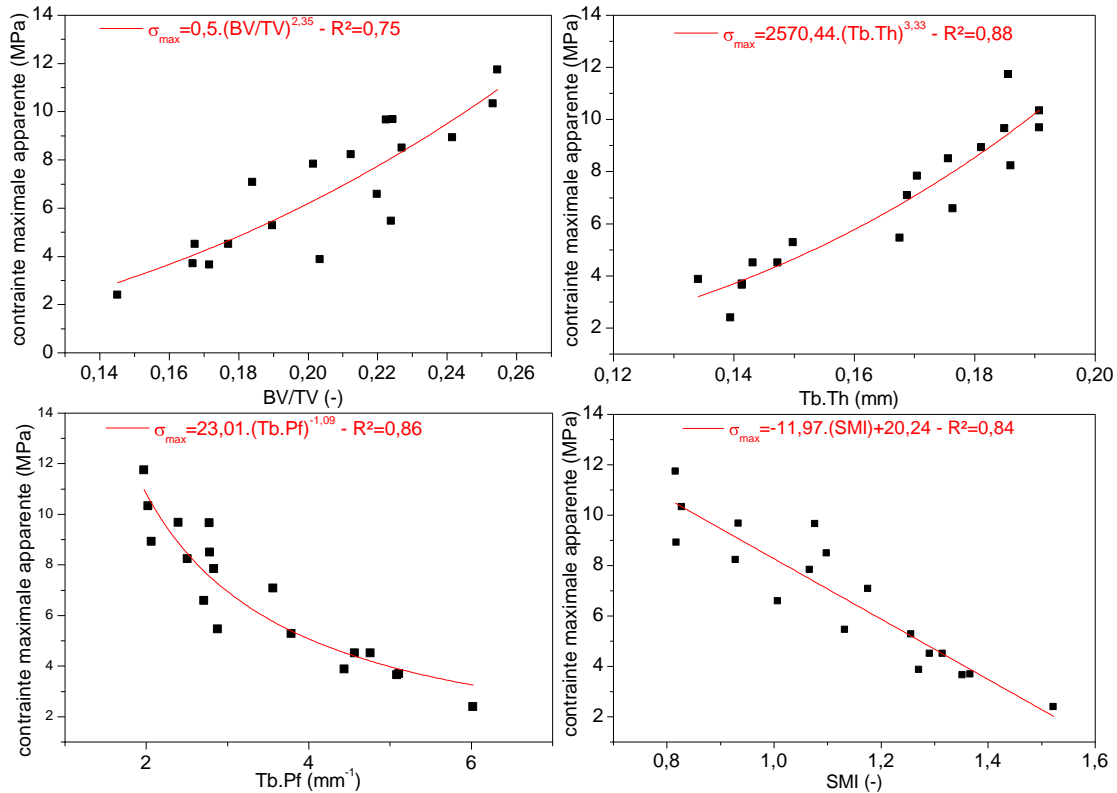 σmax=0,5.(BV/TV)^2,35 - R²=0,75
contrainte maximale apparente (MPa)
14
12
10
8
6
4
2
0
0,14 0,16 0,18 0,20 0,22 0,24 0,26
BV/TV (-)
σmax=2570,44.(Tb.Th)^3,33 - R²=0,88
contrainte maximale apparente (MPa)
14
12
10
8
6
4
2
0,12 0,14 0,16 0,18 0,20
Tb.Th (mm)
σmax=23,01.(Tb.Pf)^-1,09 - R²=0,86
contrainte maximale apparente (MPa)
14
12
10
8
6
4
2
2 4 6
Tb.Pf (mm^-1)
σmax=-11,97.(SMI)+20,24 - R²=0,84
contrainte maximale apparente (MPa)
14
12
10
8
6
4
2
0,8 1,0 1,2 1,4 1,6
SMI (-)